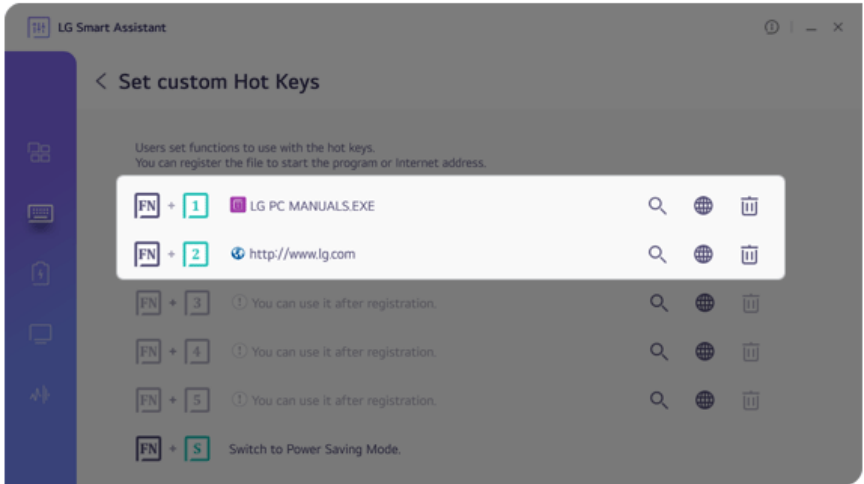 LG Smart Assistant
Set custom Hot Keys
Users set functions to use with the hot keys.
You can register the file to start the program or Internet address.
FN + 1 LG PC MANUALS.EXE
FN + 2 http://www.lg.com
FN + 3 You can use it after registration.
FN + 4 You can use it after registration.
FN + 5 You can use it after registration.
FN + S Switch to Power Saving Mode.